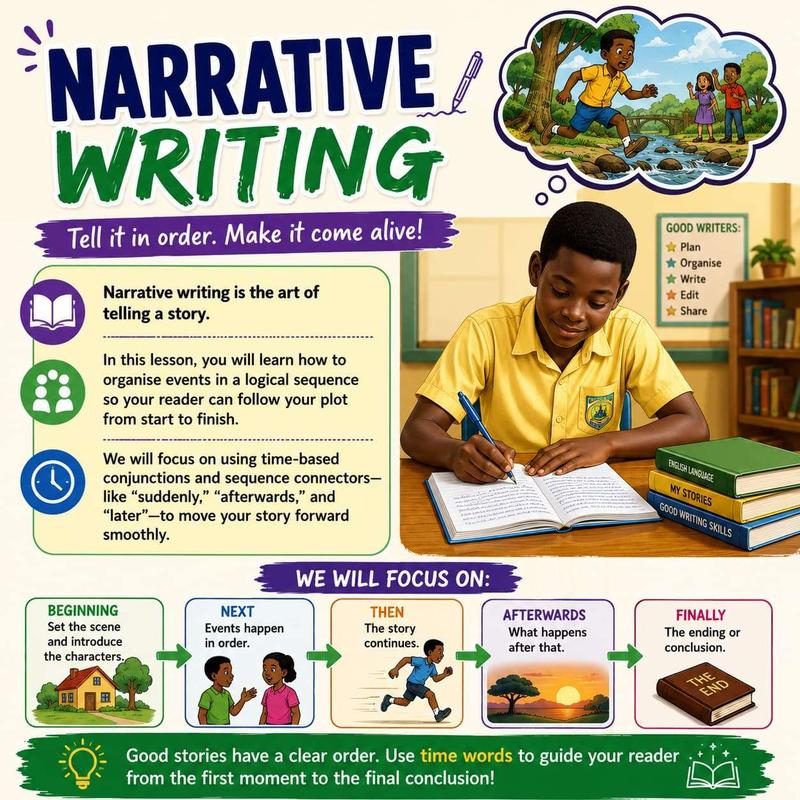 NARRATIVE
WRITING
Tell it in order. Make it come alive!
Narrative writing is the art of
telling a story.
In this lesson, you will learn how to
organise events in a logical sequence
so your reader can follow your plot
from start to finish.
We will focus on using time-based
conjunctions and sequence connectors—
like “suddenly,” “afterwards,” and
“later”—to move your story forward
smoothly.
GOOD WRITERS:
Plan
Organise
Write
Edit
Share
ENGLISH LANGUAGE
MY STORIES
GOOD WRITING SKILLS
WE WILL FOCUS ON:
BEGINNING
Set the scene
and introduce
the characters.
NEXT
Events happen
in order.
THEN
The story
continues.
AFTERWARDS
What happens
after that.
FINALLY
The ending or
conclusion.
THE
END
Good stories have a clear order. Use time words to guide your reader
from the first moment to the final conclusion!